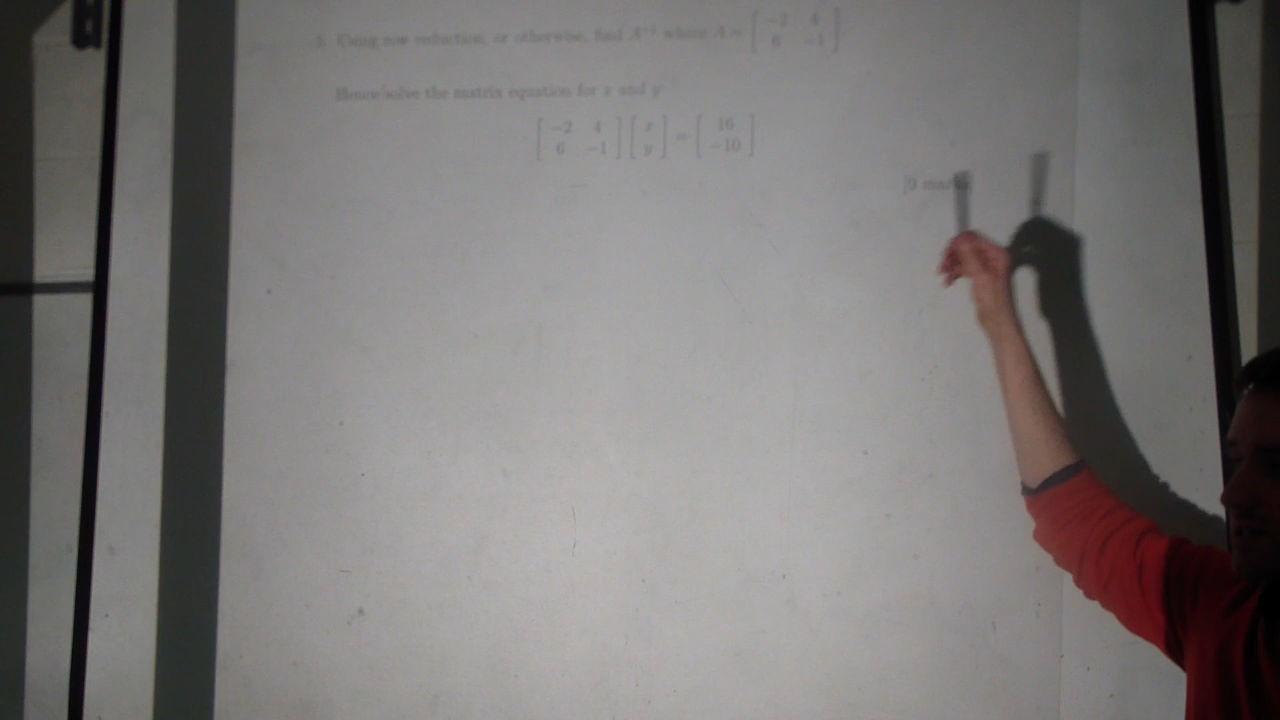 5. Using row reduction, or otherwise, find A⁻¹ where A = [ -2 4 ; 6 -1 ]
Hence solve the matrix equation for x and y
[ -2 4 ; 6 -1 ] [ x ; y ] = [ 16 ; -10 ]
[9